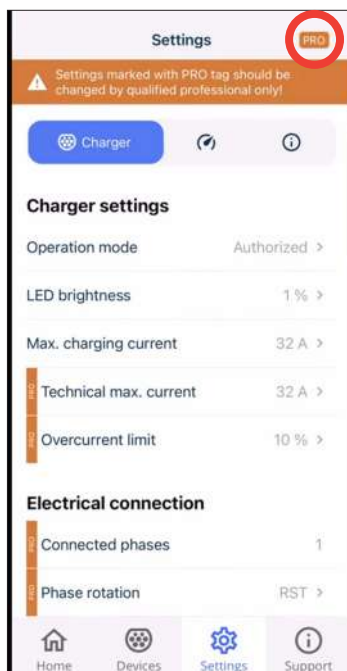 Settings
PRO
Settings marked with PRO tag should be
changed by qualified professional only!
Charger
Charger settings
Operation mode Authorized >
LED brightness 1 % >
Max. charging current 32 A >
PRO Technical max. current 32 A >
PRO Overcurrent limit 10 % >
Electrical connection
PRO Connected phases 1
PRO Phase rotation RST >
Home Devices Settings Support